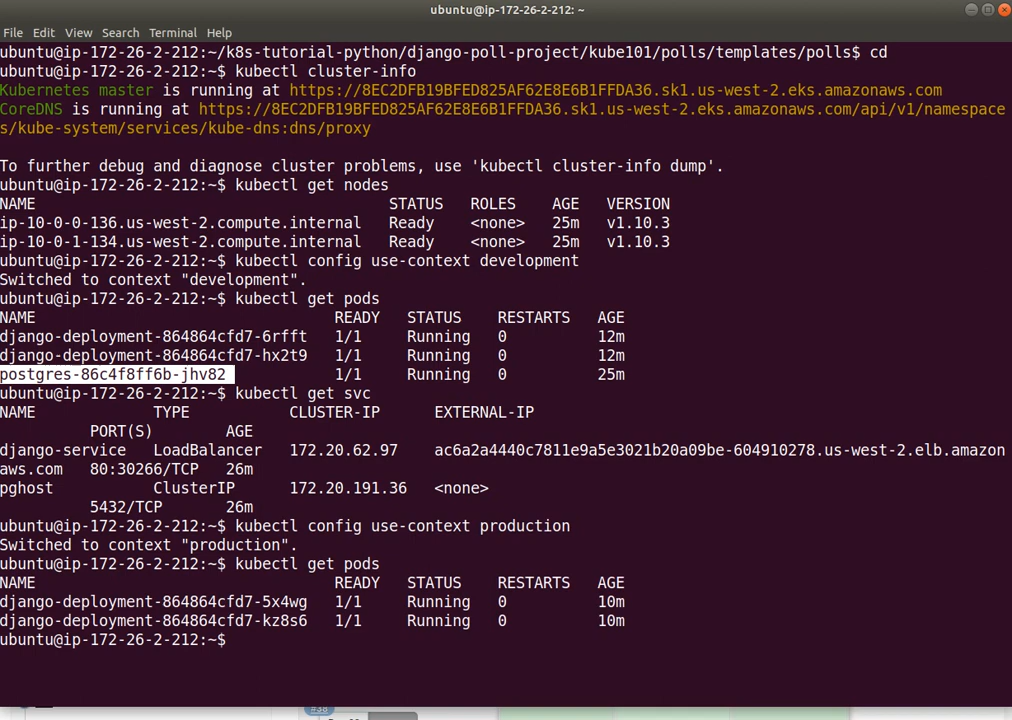 ubuntu@ip-172-26-2-212: ~
File Edit View Search Terminal Help
ubuntu@ip-172-26-2-212:~/k8s-tutorial-python/django-poll-project/kube101/polls/templates/polls$ cd
ubuntu@ip-172-26-2-212:~$ kubectl cluster-info
Kubernetes master is running at https://8EC2DFB19BFED825AF62E8E6B1FFDA36.sk1.us-west-2.eks.amazonaws.com
CoreDNS is running at https://8EC2DFB19BFED825AF62E8E6B1FFDA36.sk1.us-west-2.eks.amazonaws.com/api/v1/namespace
s/kube-system/services/kube-dns:dns/proxy
To further debug and diagnose cluster problems, use 'kubectl cluster-info dump'.
ubuntu@ip-172-26-2-212:~$ kubectl get nodes
NAME STATUS ROLES AGE VERSION
ip-10-0-0-136.us-west-2.compute.internal Ready <none> 25m v1.10.3
ip-10-0-1-134.us-west-2.compute.internal Ready <none> 25m v1.10.3
ubuntu@ip-172-26-2-212:~$ kubectl config use-context development
Switched to context "development".
ubuntu@ip-172-26-2-212:~$ kubectl get pods
NAME READY STATUS RESTARTS AGE
django-deployment-864864cfd7-6rfft 1/1 Running 0 12m
django-deployment-864864cfd7-hx2t9 1/1 Running 0 12m
postgres-86c4f8ff6b-jhv82 1/1 Running 0 25m
ubuntu@ip-172-26-2-212:~$ kubectl get svc
NAME TYPE CLUSTER-IP EXTERNAL-IP
PORT(S) AGE
django-service LoadBalancer 172.20.62.97 ac6a2a4440c7811e9a5e3021b20a09be-604910278.us-west-2.elb.amazon
aws.com 80:30266/TCP 26m
pghost ClusterIP 172.20.191.36 <none>
5432/TCP 26m
ubuntu@ip-172-26-2-212:~$ kubectl config use-context production
Switched to context "production".
ubuntu@ip-172-26-2-212:~$ kubectl get pods
NAME READY STATUS RESTARTS AGE
django-deployment-864864cfd7-5x4wg 1/1 Running 0 10m
django-deployment-864864cfd7-kz8s6 1/1 Running 0 10m
ubuntu@ip-172-26-2-212:~$